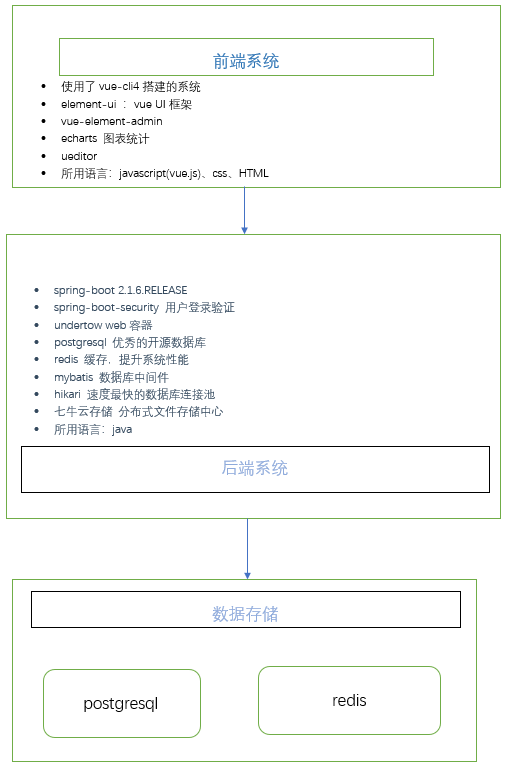 前端系统
使用了 vue-cli4 搭建的系统
element-ui ：vue UI 框架
vue-element-admin
echarts 图表统计
ueditor
所用语言：javascript(vue.js)、css、HTML
spring-boot 2.1.6.RELEASE
spring-boot-security 用户登录验证
undertow web 容器
postgresql 优秀的开源数据库
redis 缓存，提升系统性能
mybatis 数据库中间件
hikari 速度最快的数据库连接池
七牛云存储 分布式文件存储中心
所用语言：java
后端系统
数据存储
postgresql
redis